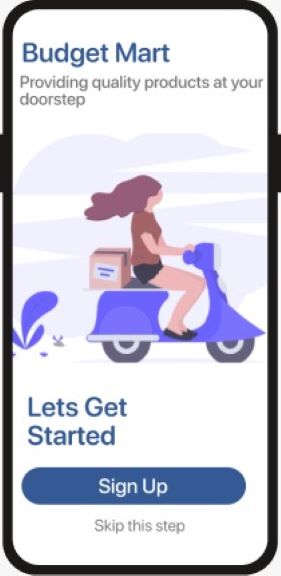 Budget Mart
Providing quality products at your
doorstep
Lets Get
Started
Sign Up
Skip this step